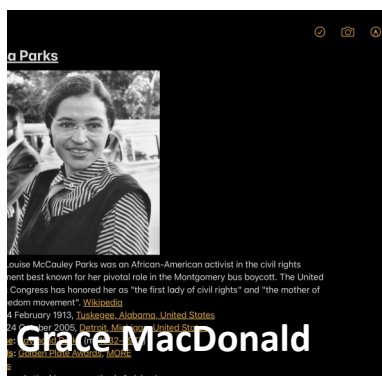 a Parks
Louise McCauley Parks was an African-American activist in the civil rights
ment best known for her pivotal role in the Montgomery bus boycott. The United
Congress has honored her as "the first lady of civil rights" and "the mother of
edom movement". Wikipedia
4 February 1913, Tuskegee, Alabama, United States
24 October 2005, Detroit, Michigan, United States
Grace MacDonald
s: Golden Plate Awards, MORE
s